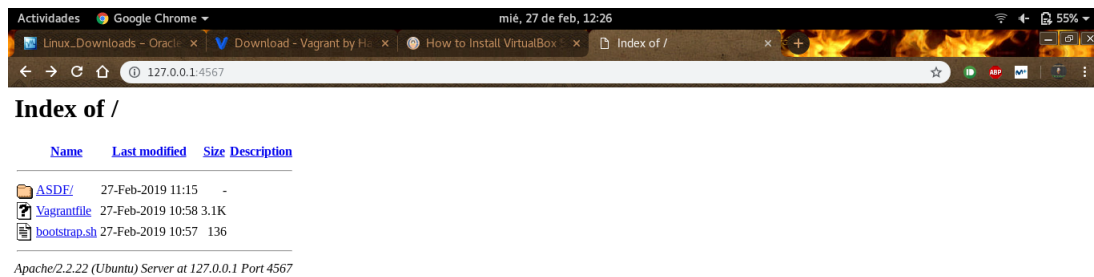 Actividades Google Chrome mié, 27 de feb, 12:26 55%
Linux_Downloads – Oracle Download - Vagrant by Ha How to Install VirtualBox S Index of /
127.0.0.1:4567 ABP
Index of /
Name Last modified Size Description
ASDF/ 27-Feb-2019 11:15 -
Vagrantfile 27-Feb-2019 10:58 3.1K
bootstrap.sh 27-Feb-2019 10:57 136
Apache/2.2.22 (Ubuntu) Server at 127.0.0.1 Port 4567